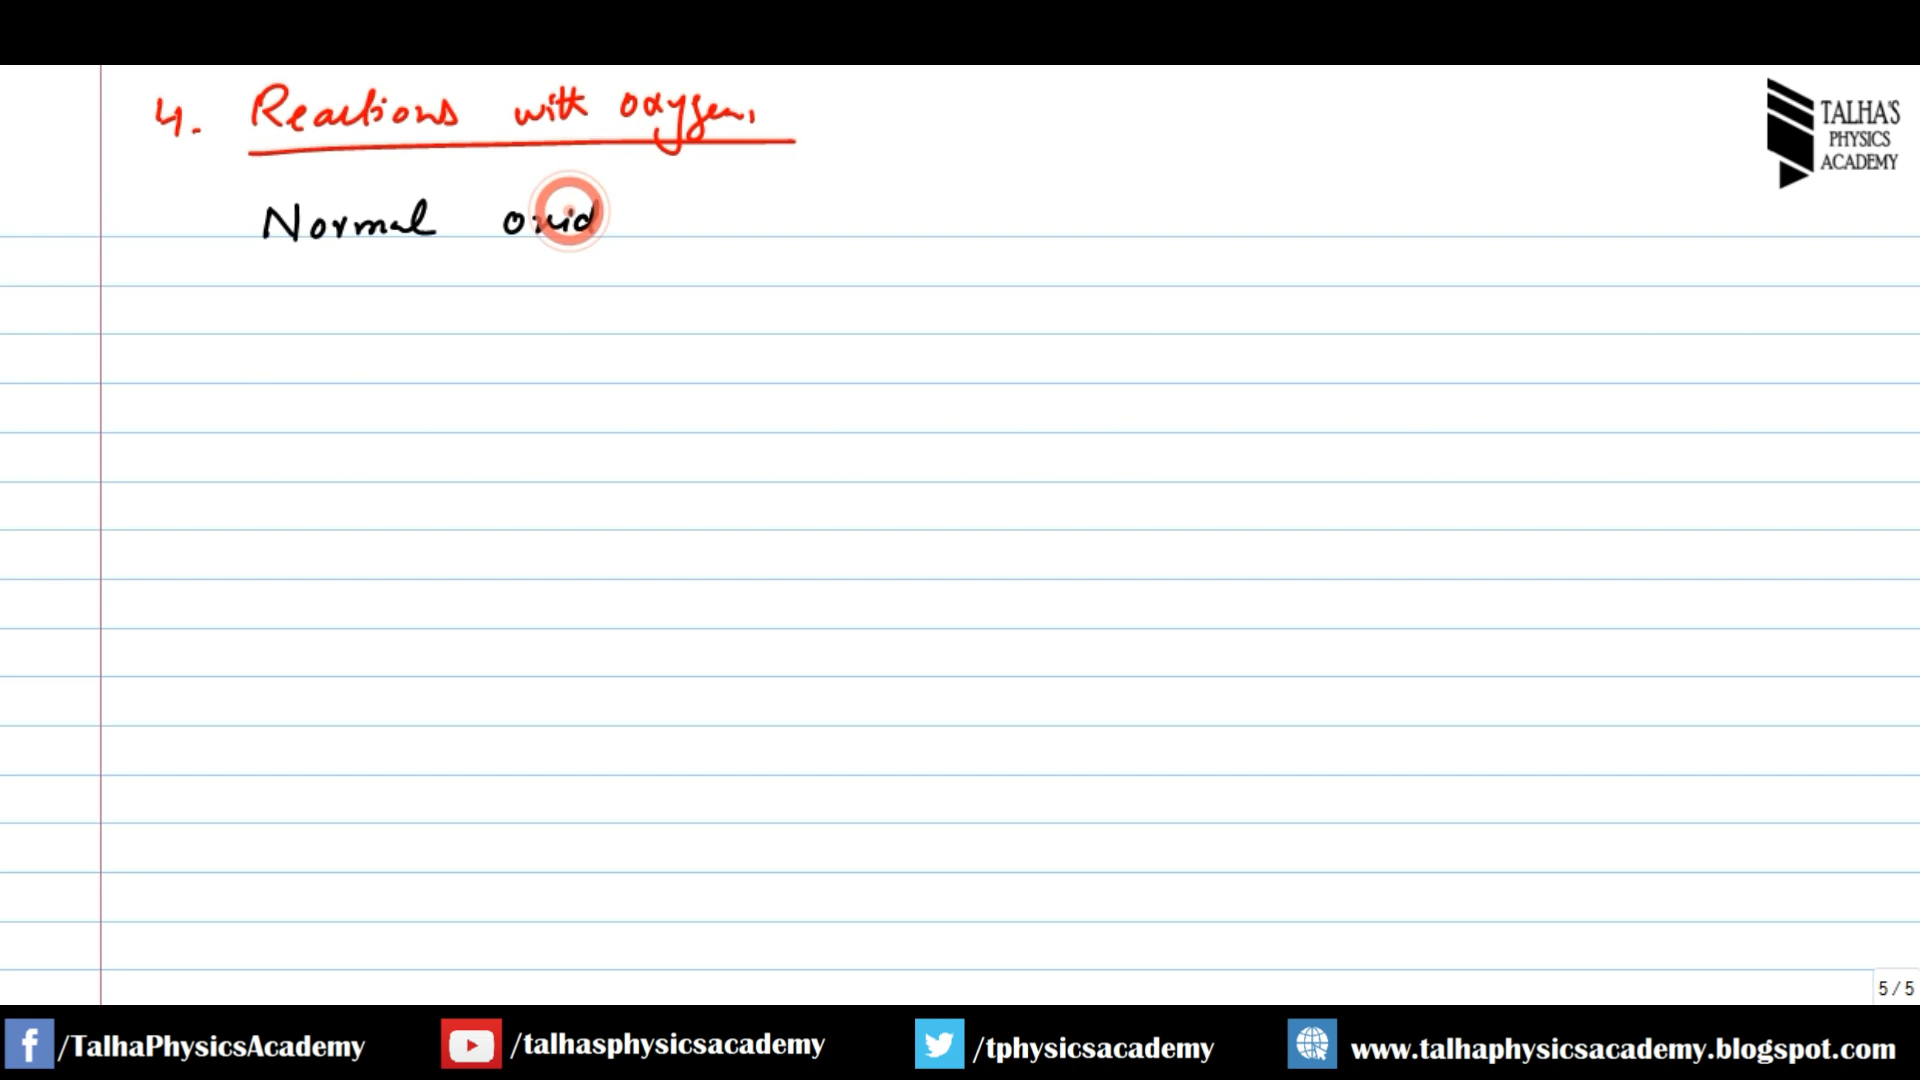 4. Reactions with oxygen.
TALHA'S
PHYSICS
ACADEMY
Normal oxid
5 / 5
/TalhaPhysicsAcademy
/talhasphysicsacademy
/tphysicsacademy
www.talhaphysicsacademy.blogspot.com